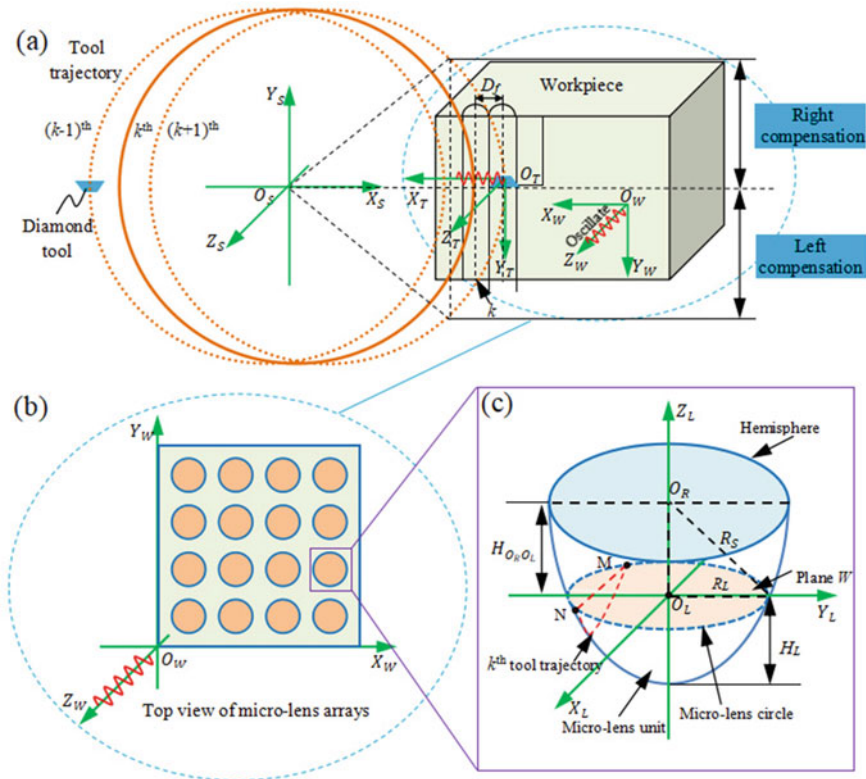 (a)
Tool
trajectory
(k-1)th
kth
(k+1)th
Diamond
tool
YS
OS
XS
ZS
Df
Workpiece
OT
XT
ZT
YT
k
OW
XW
Oscillate
ZW
YW
Right
compensation
Left
compensation
(b)
YW
OW
XW
ZW
Top view of micro-lens arrays
(c)
ZL
Hemisphere
OR
HOROL
RS
M
RL
Plane W
N
OL
YL
HL
kth tool trajectory
XL
Micro-lens
unit
Micro-lens circle